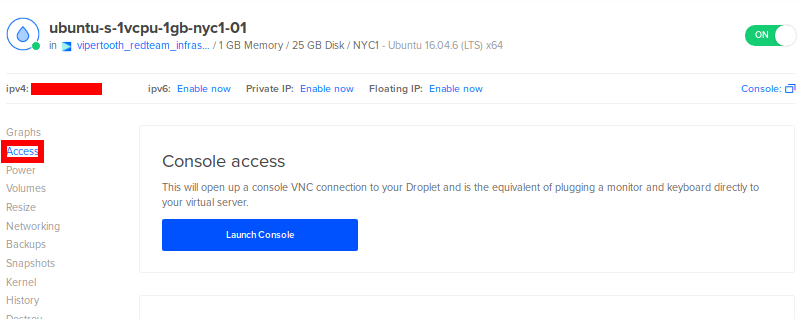 ubuntu-s-1vcpu-1gb-nyc1-01
ON
in vipertooth_redteam_infras... / 1 GB Memory / 25 GB Disk / NYC1 - Ubuntu 16.04.6 (LTS) x64
ipv4: ipv6: Enable now Private IP: Enable now Floating IP: Enable now Console:
Graphs
Access
Power
Volumes
Resize
Networking
Backups
Snapshots
Kernel
History
Destroy
Console access
This will open up a console VNC connection to your Droplet and is the equivalent of plugging a monitor and keyboard directly to
your virtual server.
Launch Console